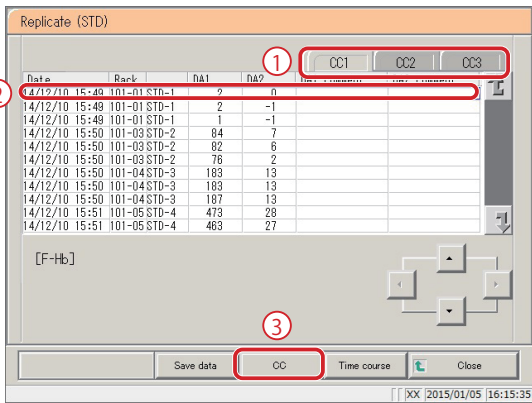 Replicate (STD)
1
CC1 CC2 CC3
Date Rack DA1 DA2 DA1 Comment DA2 Comment
2
14/12/10 15:49 101-01 STD-1 2 0
14/12/10 15:49 101-01 STD-1 2 -1
14/12/10 15:49 101-01 STD-1 1 -1
14/12/10 15:50 101-03 STD-2 84 7
14/12/10 15:50 101-03 STD-2 82 6
14/12/10 15:50 101-03 STD-2 76 2
14/12/10 15:50 101-04 STD-3 183 13
14/12/10 15:50 101-04 STD-3 183 13
14/12/10 15:50 101-04 STD-3 187 13
14/12/10 15:51 101-05 STD-4 473 28
14/12/10 15:51 101-05 STD-4 463 27
[F-Hb]
3
Save data CC Time course Close
XX 2015/01/05 16:15:35